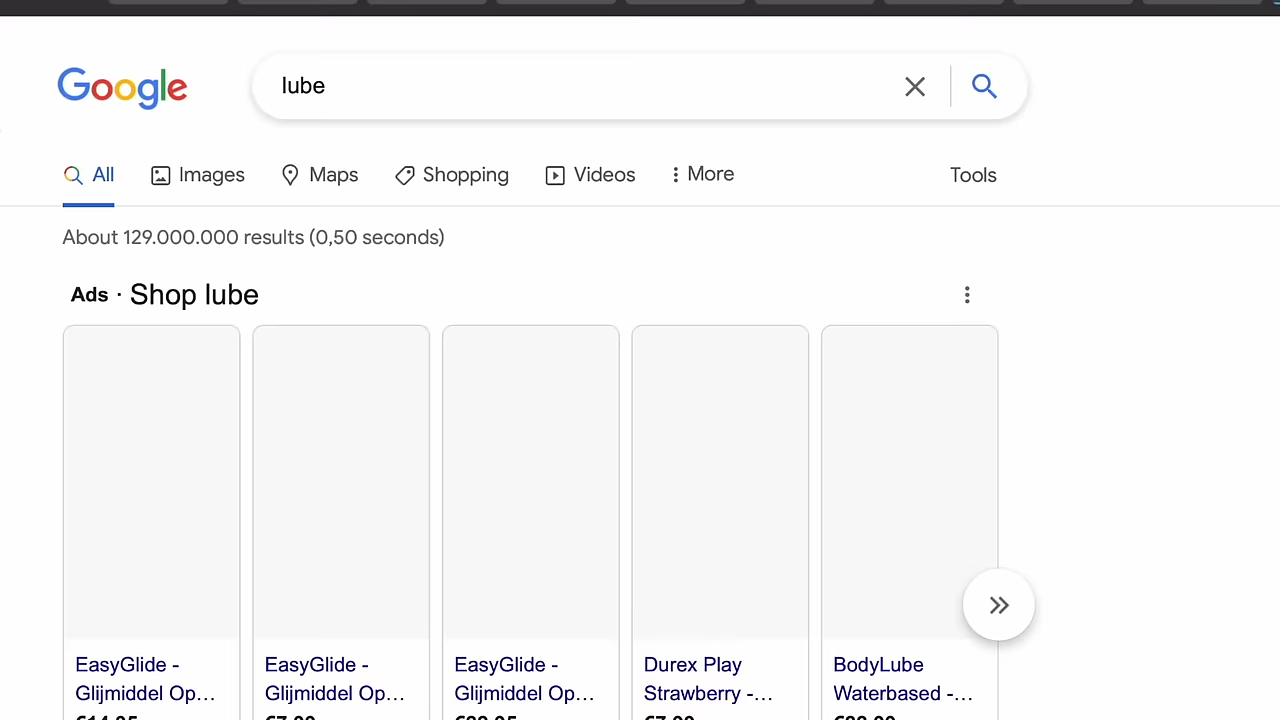 Google
lube
All Images Maps Shopping Videos More Tools
About 129.000.000 results (0,50 seconds)
Ads · Shop lube
EasyGlide -
Glijmiddel Op...
EasyGlide -
Glijmiddel Op...
EasyGlide -
Glijmiddel Op...
Durex Play
Strawberry -...
BodyLube
Waterbased -...